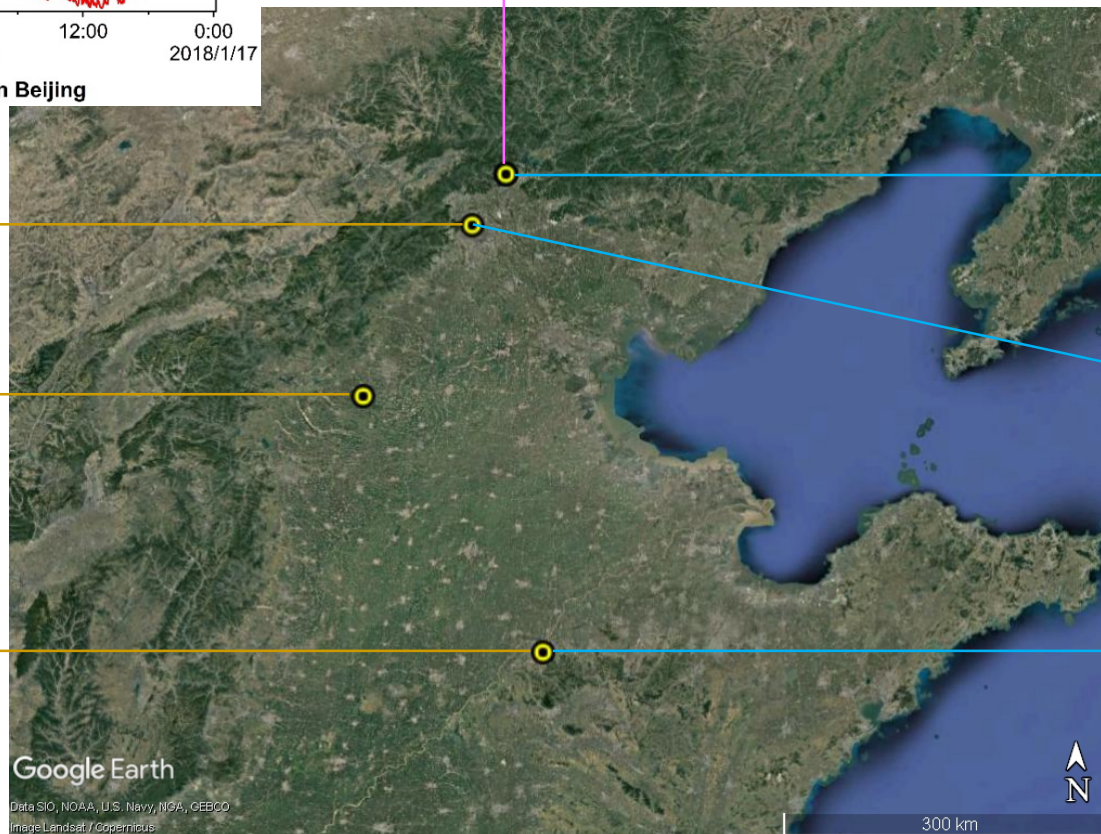 12:00
0:00
2018/1/17
Beijing
Google Earth
N
Data SIO, NOAA, U.S. Navy, NGA, GEBCO
Image Landsat / Copernicus
300 km